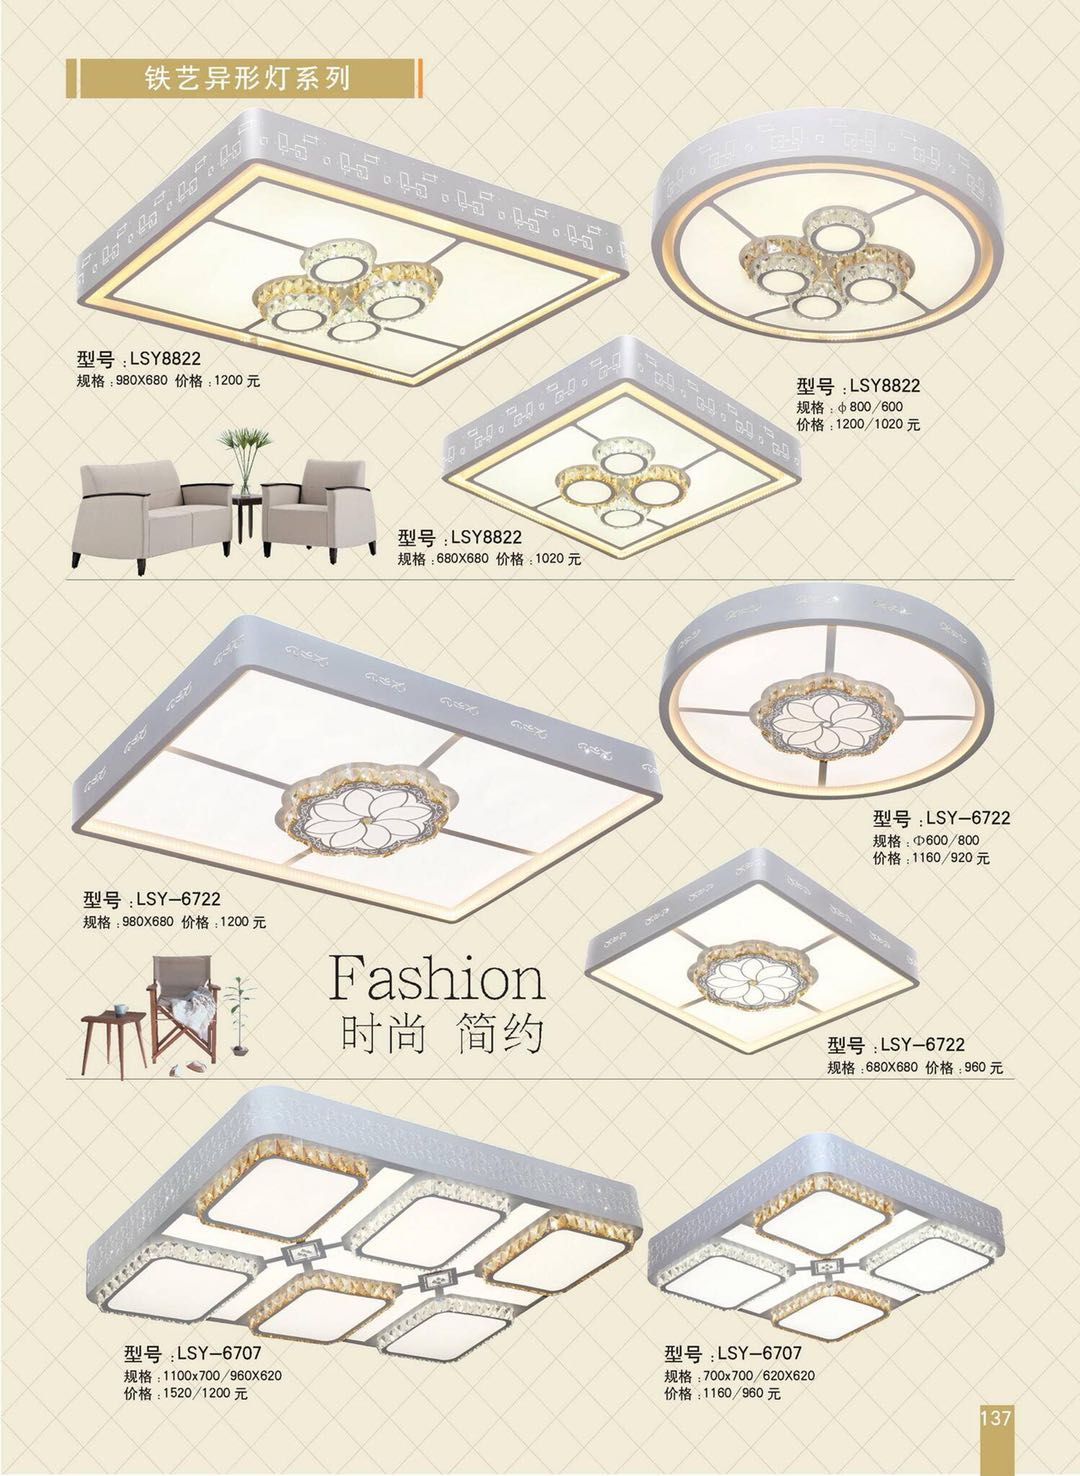 铁艺异形灯系列
型号:LSY8822
规格:980X680 价格:1200 元
型号:LSY8822
规格:ф800/600
价格:1200/1020 元
型号:LSY8822
规格:680X680 价格:1020 元
型号:LSY-6722
规格:Φ600/800
价格:1160/920 元
型号:LSY-6722
规格:980X680 价格:1200 元
Fashion
时尚 简约
型号:LSY-6722
规格:680X680 价格:960 元
型号:LSY-6707
规格:1100x700/960X620
价格:1520/1200 元
型号:LSY-6707
规格:700x700/620X620
价格:1160/960 元
137